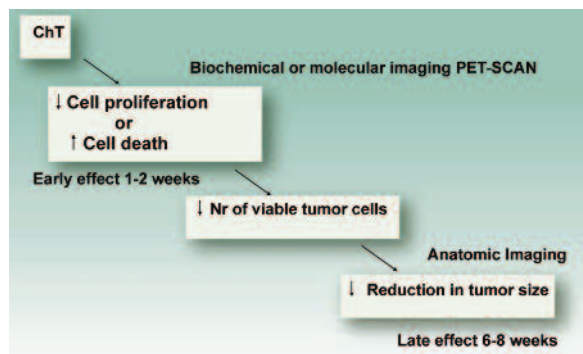 ChT
Biochemical or molecular imaging PET-SCAN
↓ Cell proliferation
or
↑ Cell death
Early effect 1-2 weeks
↓ Nr of viable tumor cells
Anatomic Imaging
↓ Reduction in tumor size
Late effect 6-8 weeks